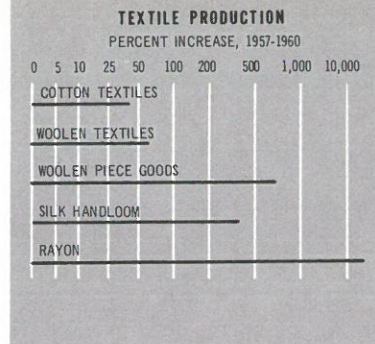 TEXTILE PRODUCTION
PERCENT INCREASE, 1957-1960
0 5 10 25 50 100 200 500 1,000 10,000
COTTON TEXTILES
WOOLEN TEXTILES
WOOLEN PIECE GOODS
SILK HANDLOOM
RAYON